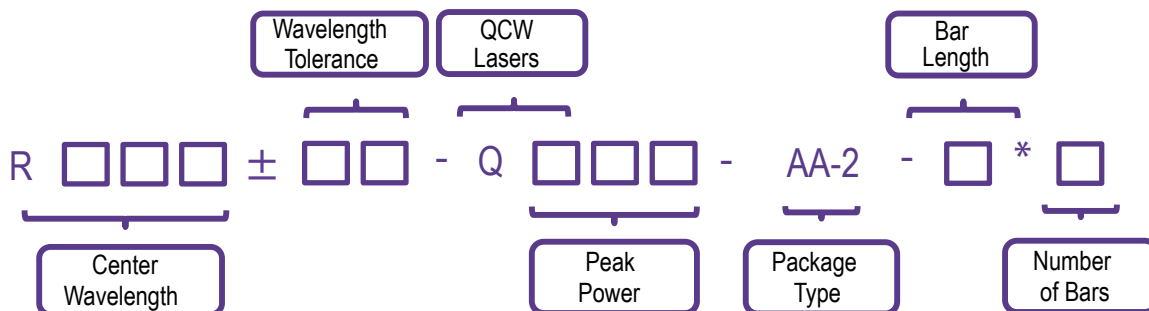 Wavelength
Tolerance
QCW
Lasers
Bar
Length
R □□□ ± □□ - Q □□□ - AA-2 - □ * □
Center
Wavelength
Peak
Power
Package
Type
Number
of Bars